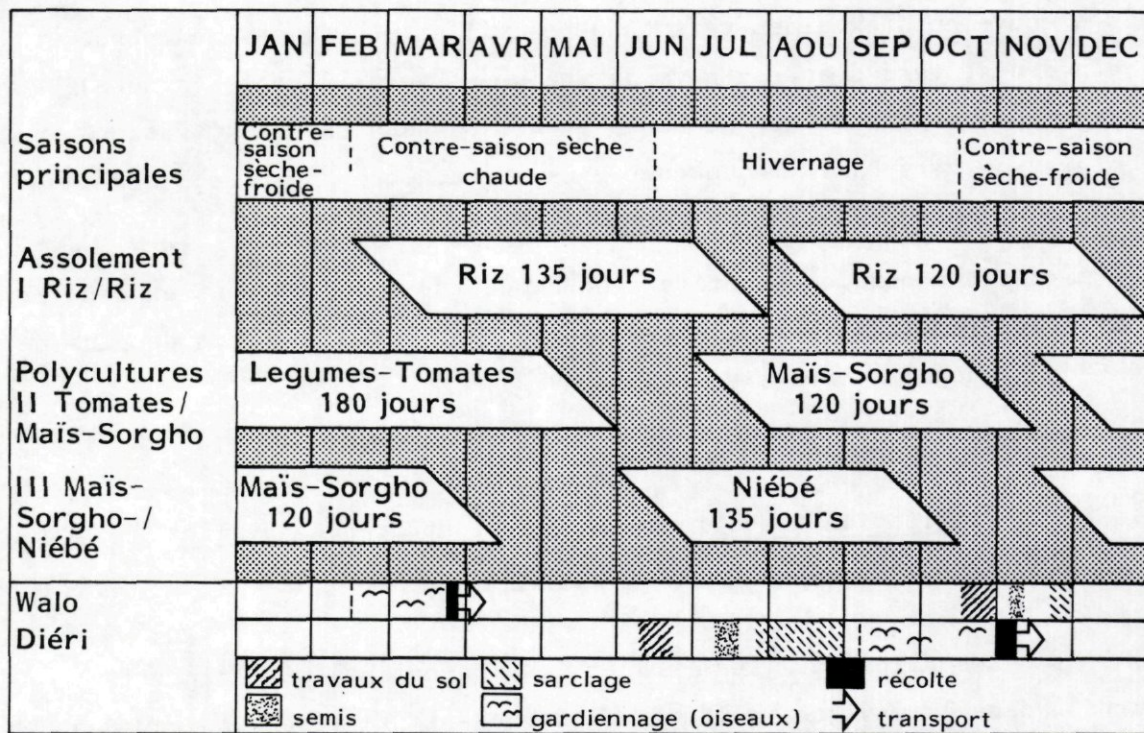 JAN FEB MAR AVR MAI JUN JUL AOU SEP OCT NOV DEC
Saisons
principales
Contre-
saison
sèche-
froide
Contre-saison sèche-
chaude
Hivernage
Contre-saison
sèche-froide
Assolement
I Riz/Riz
Riz 135 jours
Riz 120 jours
Polycultures
II Tomates/
Maïs-Sorgho
Légumes-Tomates
180 jours
Maïs-Sorgho
120 jours
III Maïs-
Sorgho-/
Niébé
Maïs-Sorgho
120 jours
Niébé
135 jours
Walo
Diéri
travaux du sol
sarclage
récolte
semis
gardiennage (oiseaux)
transport